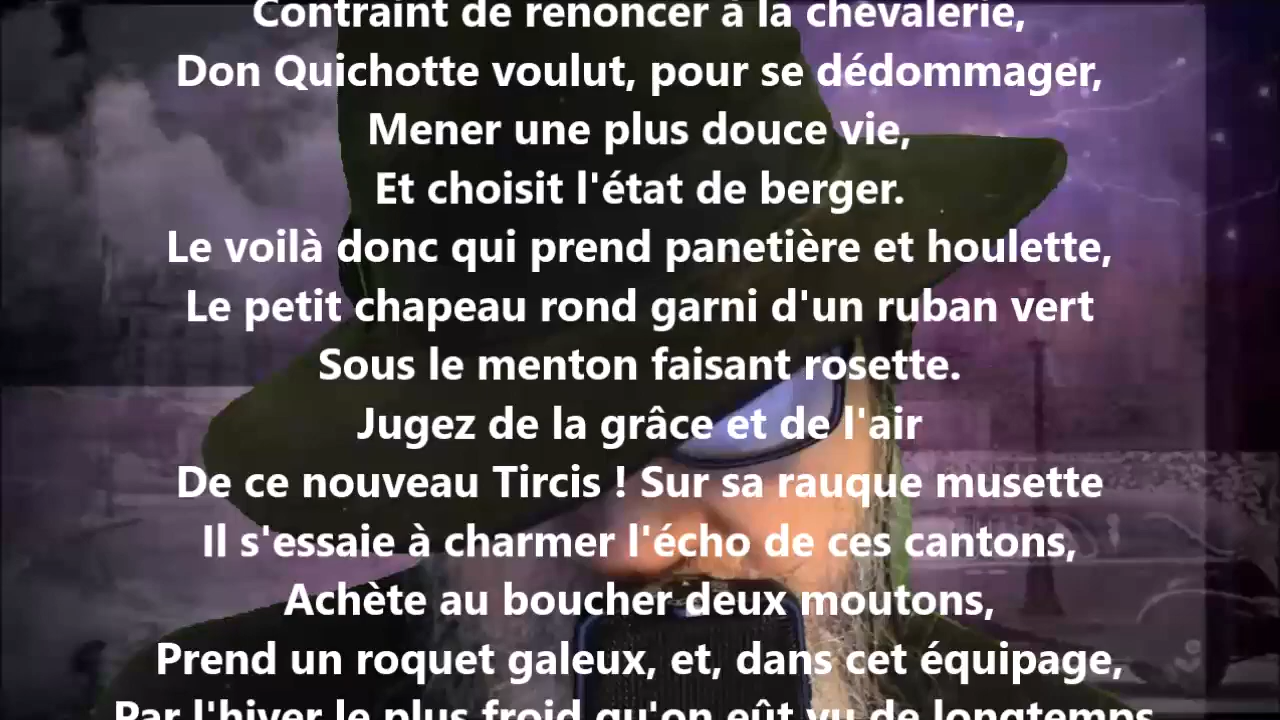 Contraint de renoncer à la chevalerie,
Don Quichotte voulut, pour se dédommager,
Mener une plus douce vie,
Et choisit l'état de berger.
Le voilà donc qui prend panetière et houlette,
Le petit chapeau rond garni d'un ruban vert
Sous le menton faisant rosette.
Jugez de la grâce et de l'air
De ce nouveau Tircis ! Sur sa rauque musette
Il s'essaie à charmer l'écho de ces cantons,
Achète au boucher deux moutons,
Prend un roquet galeux, et, dans cet équipage,
Par l'hiver le plus froid qu'on eût vu de longtemps